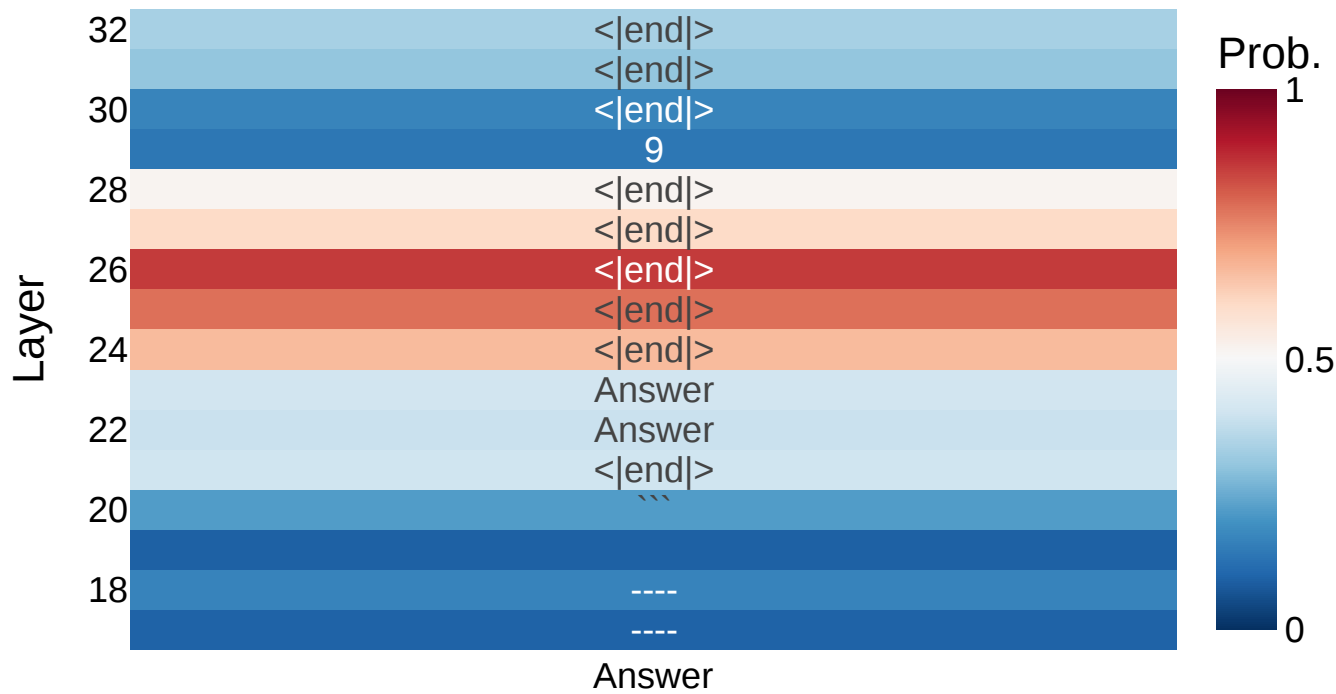 32 <|end|>
<|end|>
Prob.
30 <|end|>
1
9
28 <|end|>
<|end|>
26 <|end|>
<|end|>
24 <|end|>
0.5
Answer
22 Answer
<|end|>
20 ```
18 ----
----
0
Layer
Answer